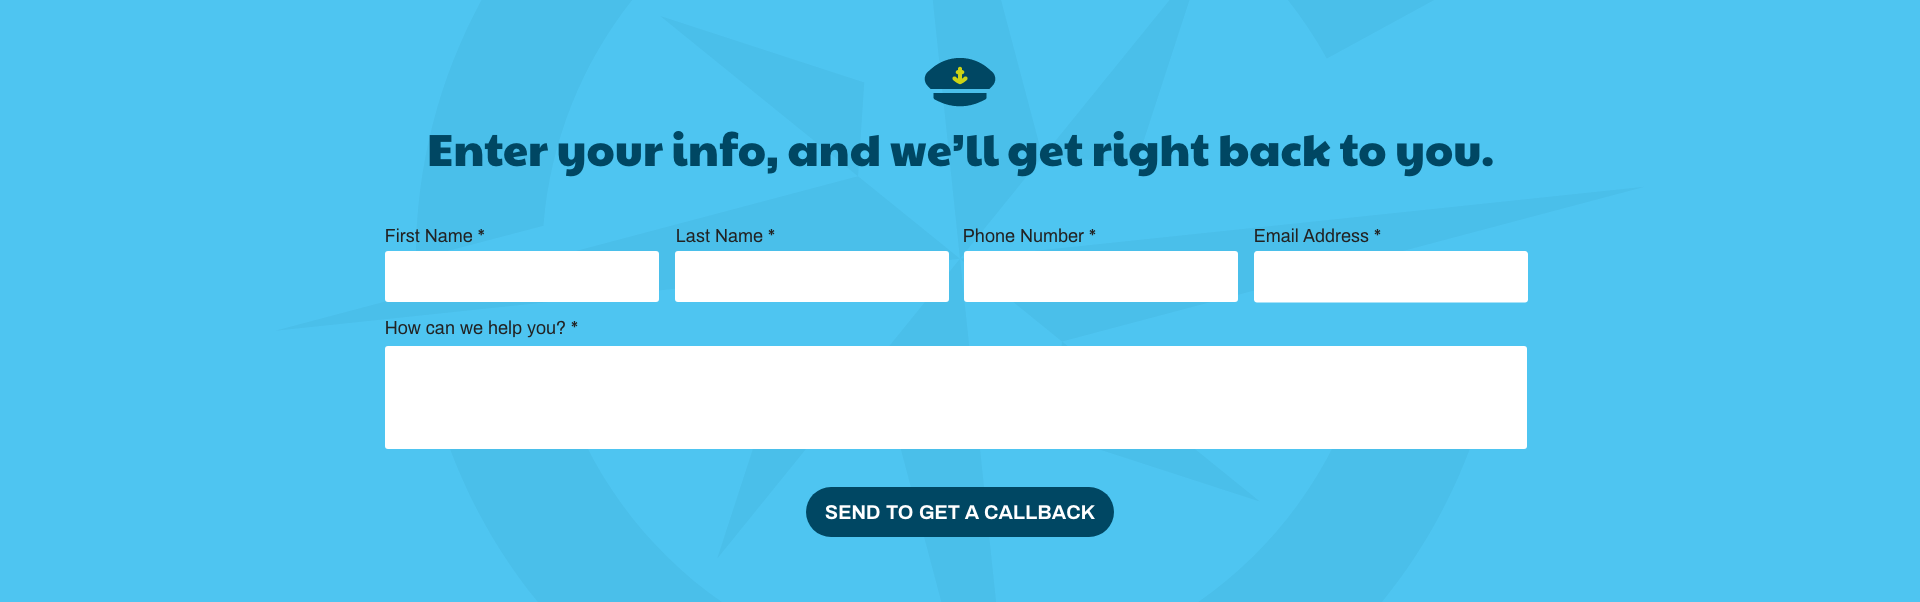 Enter your info, and we’ll get right back to you.
First Name *
Last Name *
Phone Number *
Email Address *
How can we help you? *
SEND TO GET A CALLBACK